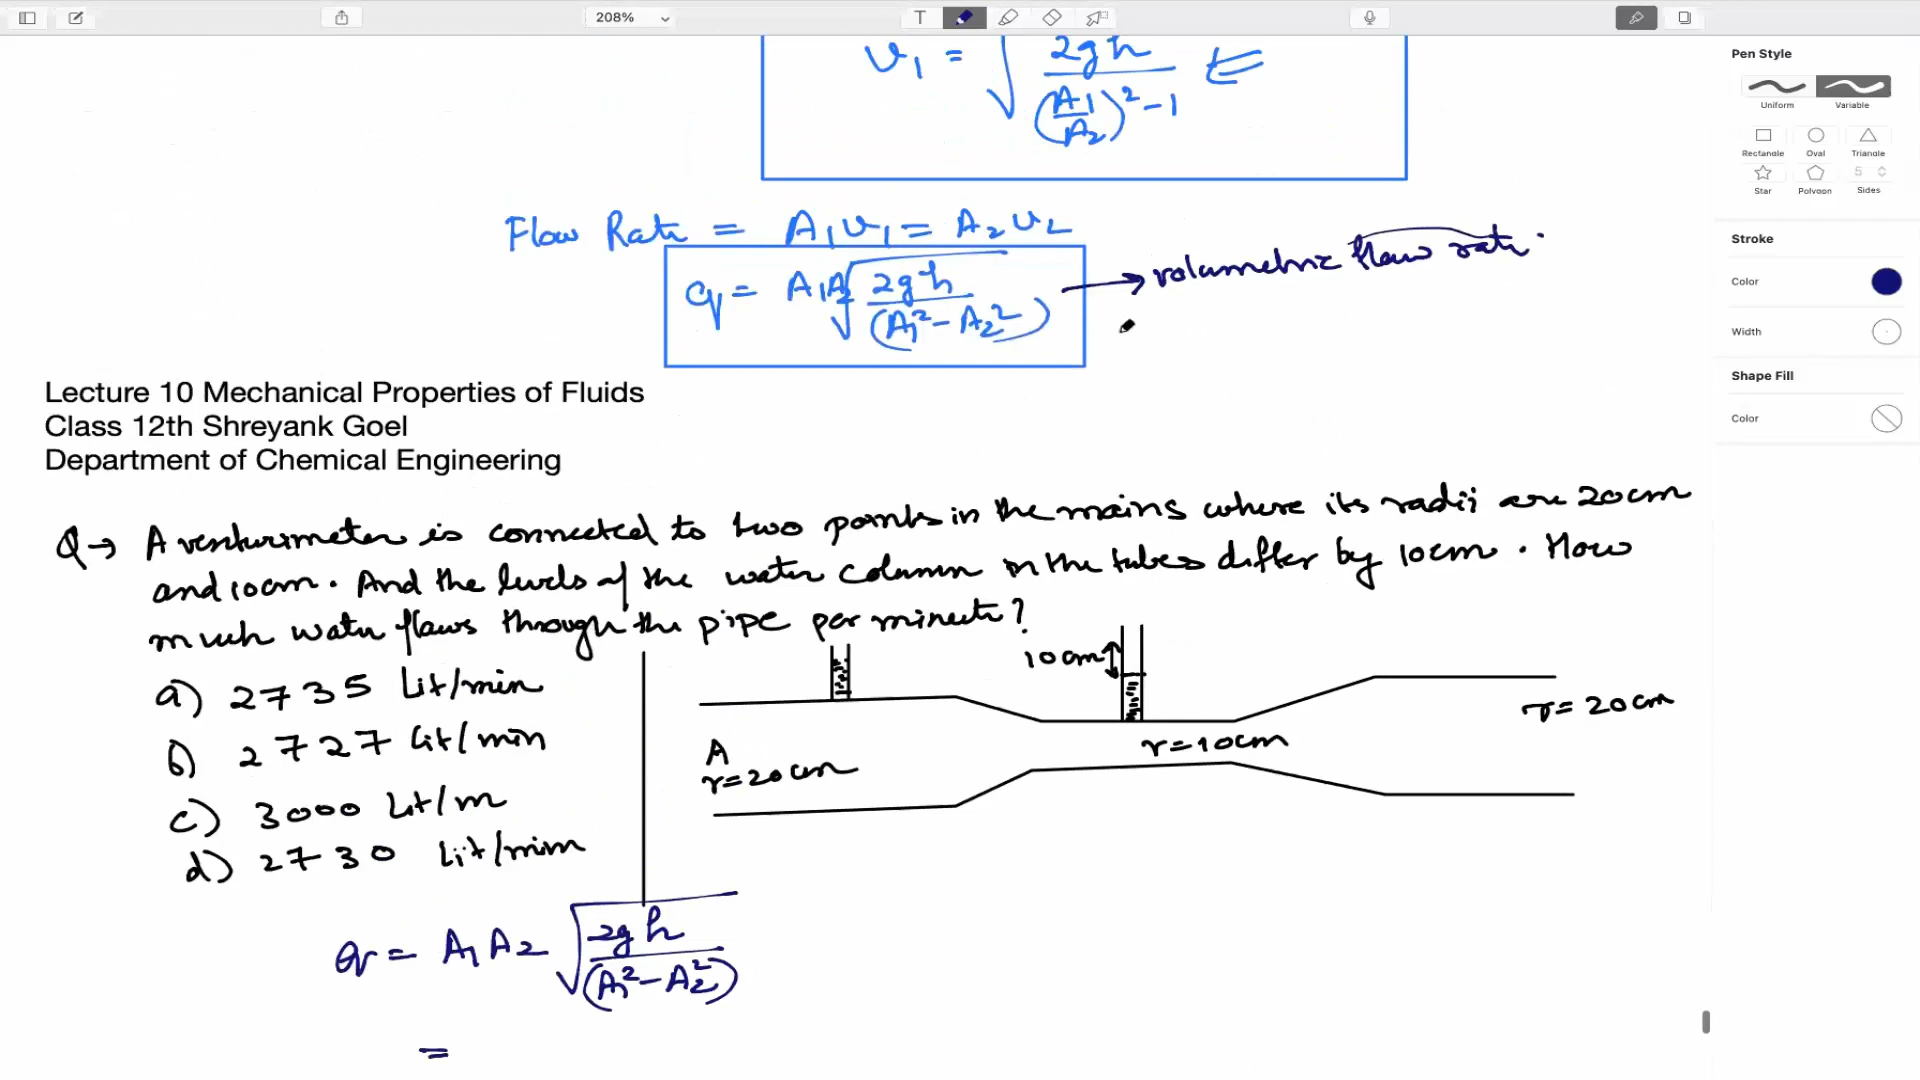 208%
T
Pen Style
Uniform Variable
Rectangle Oval Triangle
Star Polygon 5 Sides
Stroke
Color
Width
Shape Fill
Color
v₁ = √(2gh / ((A1/A2)² - 1))
Flow Rate = A₁v₁ = A₂v₂
q = A₁A₂ √(2gh / (A₁² - A₂²)) → volumetric flow rate.
Lecture 10 Mechanical Properties of Fluids
Class 12th Shreyank Goel
Department of Chemical Engineering
Q→ A venturimeter is connected to two points in the mains where its radii are 20cm
and 10cm. And the levels of the water column in the tubes differ by 10cm. How
much water flows through the pipe per minute?
a) 2735 Lit/min
b) 2727 Lit/min
c) 3000 Lit/m
d) 2730 Lit/min
10cm
A
r=20cm
r=10cm
r=20cm
Q = A₁A₂ √(2gh / (A₁² - A₂²))
=